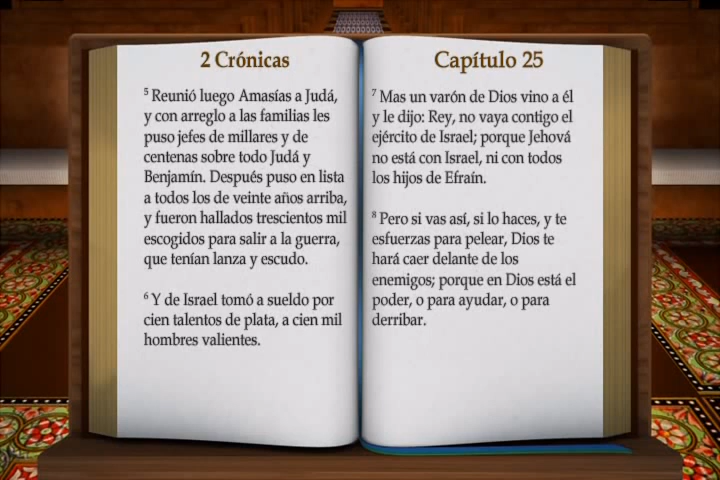 2 Crónicas
5 Reunió luego Amasías a Judá,
y con arreglo a las familias les
puso jefes de millares y de
centenas sobre todo Judá y
Benjamín. Después puso en lista
a todos los de veinte años arriba,
y fueron hallados trescientos mil
escogidos para salir a la guerra,
que tenían lanza y escudo.
6 Y de Israel tomó a sueldo por
cien talentos de plata, a cien mil
hombres valientes.
Capítulo 25
7 Mas un varón de Dios vino a él
y le dijo: Rey, no vaya contigo el
ejército de Israel; porque Jehová
no está con Israel, ni con todos
los hijos de Efraín.
8 Pero si vas así, si lo haces, y te
esfuerzas para pelear, Dios te
hará caer delante de los
enemigos; porque en Dios está el
poder, o para ayudar, o para
derribar.